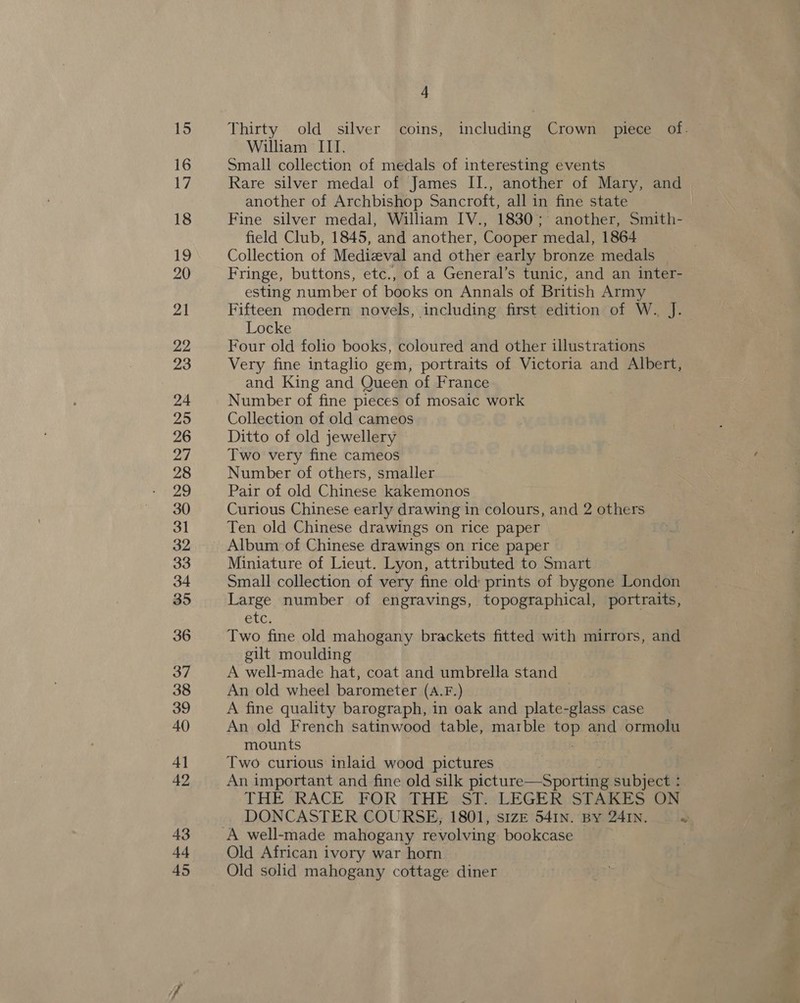 4
15 Thirty old silver coins, including Crown piece of
William III.
16 Small collection of medals of interesting events
17 Rare silver medal of James II., another of Mary, and
another of Archbishop Sancroft, all in fine state
18 Fine silver medal, William IV., 1830; another, Smith-
field Club, 1845, and another, Cooper medal, 1864
19 Collection of Mediæval and other early bronze medals
20 Fringe, buttons, etc., of a General's tunic, and an inter-
esting number of books on Annals of British Army
21 Fifteen modern novels, including first edition of W. J.
Locke
22 Four old folio books, coloured and other illustrations
23 Very fine intaglio gem, portraits of Victoria and Albert,
and King and Queen of France
24 Number of fine pieces of mosaic work
25 Collection of old cameos
26 Ditto of old jewellery
27 Two very fine cameos
28 Number of others, smaller
29 Pair of old Chinese kakemonos
30 Curious Chinese early drawing in colours, and 2 others
31 Ten old Chinese drawings on rice paper
32 Album of Chinese drawings on rice paper
33 Miniature of Lieut. Lyon, attributed to Smart
34 Small collection of very fine old prints of bygone London
35 Large number of engravings, topographical, portraits,
etc.
36 Two fine old mahogany brackets fitted with mirrors, and
gilt moulding
37 A well-made hat, coat and umbrella stand
38 An old wheel barometer (A.F.)
39 A fine quality barograph, in oak and plate-glass case
40 An old French satinwood table, marble top and ormolu
mounts
41 Two curious inlaid wood pictures
42 An important and fine old silk picture—Sporting subject :
THE RACE FOR THE ST. LEGER STAKES ON
DONCASTER COURSE, 1801, SIZE 54IN. BY 24IN.
43 A well-made mahogany revolving bookcase
44 Old African ivory war horn
45 Old solid mahogany cottage diner